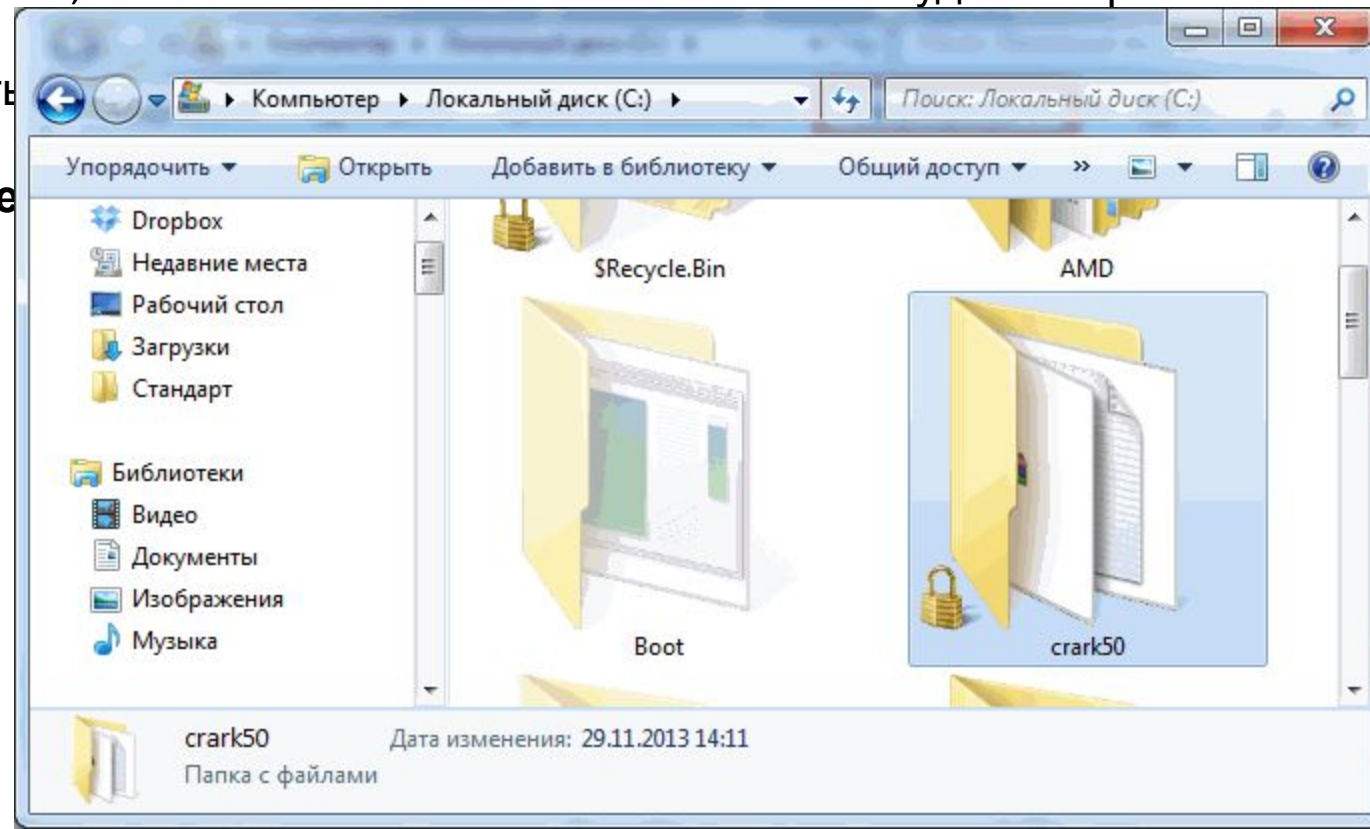 Компьютер ▸ Локальный диск (C:) ▸ Поиск: Локальный диск (C:)
Упорядочить Открыть Добавить в библиотеку Общий доступ »
Dropbox
Недавние места
Рабочий стол
Загрузки
Стандарт
Библиотеки
Видео
Документы
Изображения
Музыка
$Recycle.Bin AMD
Boot crark50
crark50 Дата изменения: 29.11.2013 14:11
Папка с файлами